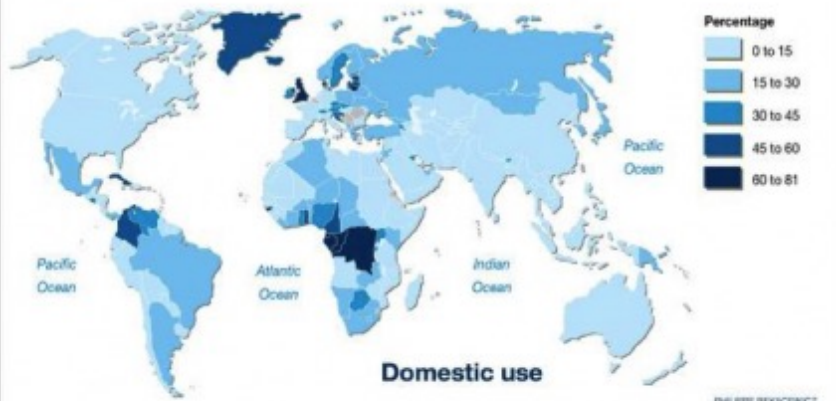 Percentage
0 to 15
15 to 30
30 to 45
45 to 60
60 to 81
Pacific
Ocean
Pacific
Ocean
Atlantic
Ocean
Indian
Ocean
Domestic use